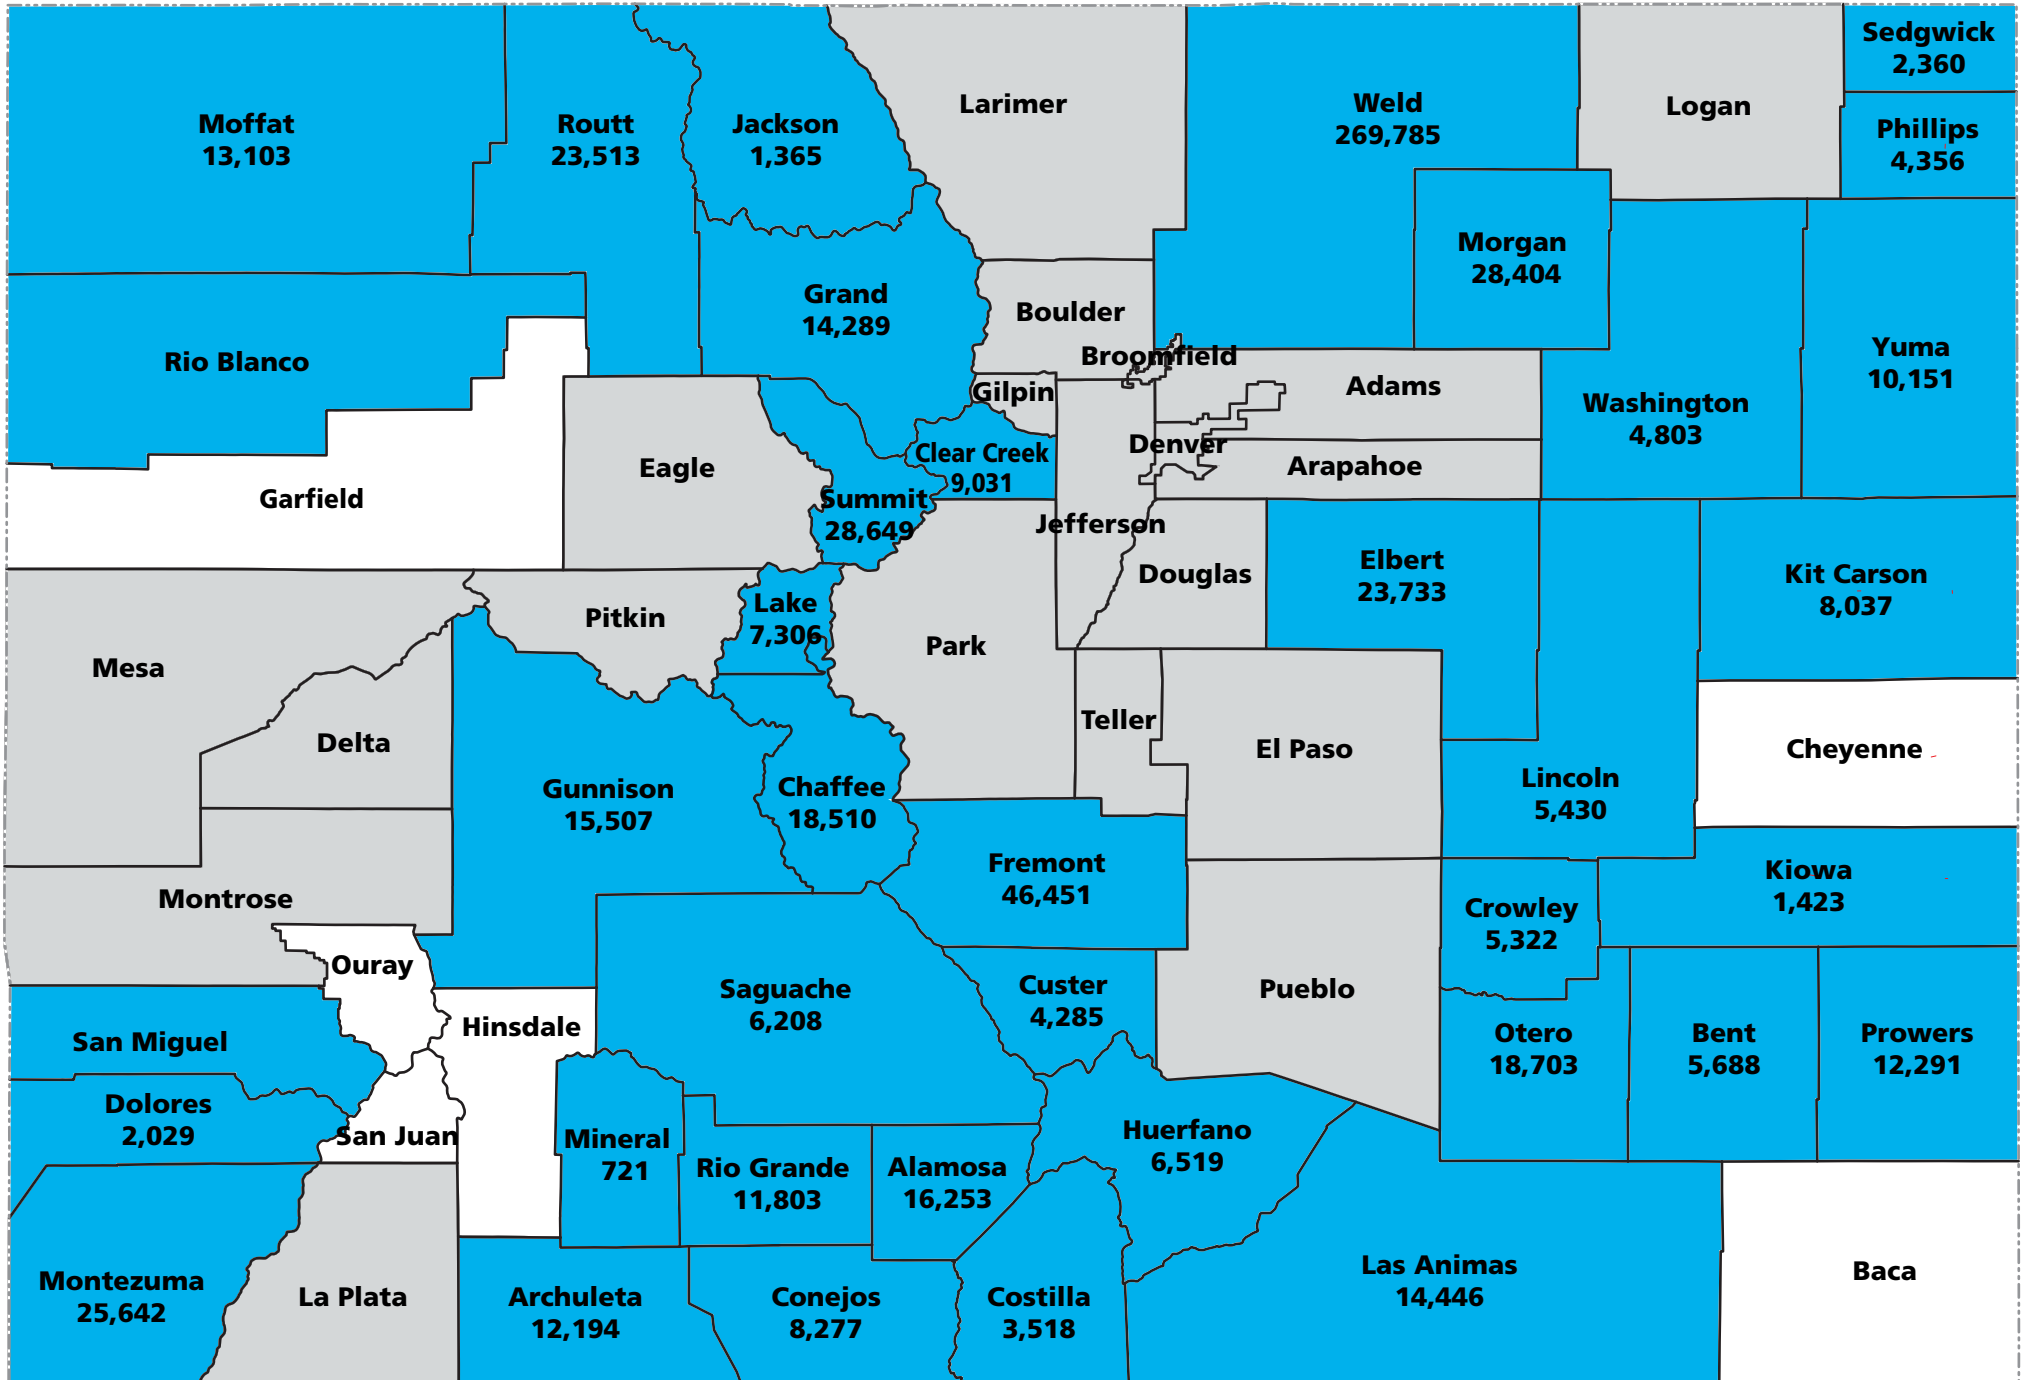 Sedgwick
2,360
Larimer
Weld
269,785
Logan
Moffat
13,103
Routt
23,513
Jackson
1,365
Phillips
4,356
Morgan
28,404
Grand
14,289
Boulder
Broomfield
Rio Blanco
Yuma
10,151
Gilpin
Adams
Washington
4,803
Clear Creek
9,031
Denver
Arapahoe
Eagle
Garfield
Summit
28,649
Jefferson
Douglas
Elbert
23,733
Kit Carson
8,037
Lake
7,306
Pitkin
Park
Mesa
Teller
Delta
El Paso
Cheyenne
Gunnison
15,507
Chaffee
18,510
Lincoln
5,430
Fremont
46,451
Kiowa
1,423
Montrose
Crowley
5,322
Ouray
Saguache
6,208
Custer
4,285
Pueblo
Hinsdale
San Miguel
Otero
18,703
Bent
5,688
Prowers
12,291
Dolores
2,029
San Juan
Mineral
721
Huerfano
6,519
Rio Grande
11,803
Alamosa
16,253
Montezuma
25,642
La Plata
Archuleta
12,194
Conejos
8,277
Costilla
3,518
Las Animas
14,446
Baca